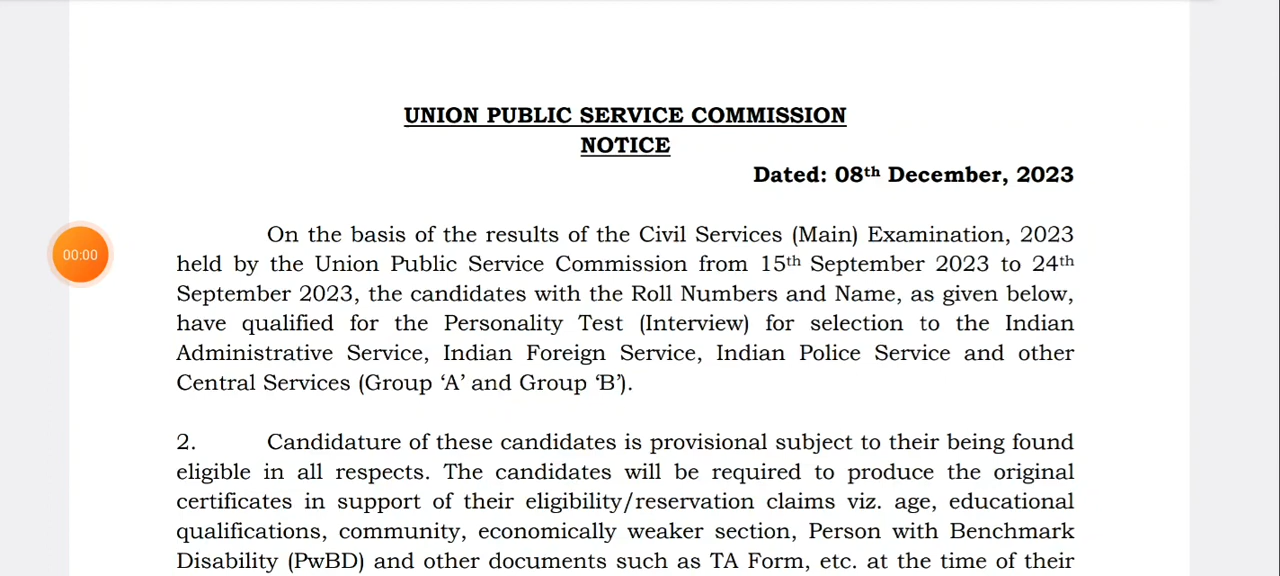 UNION PUBLIC SERVICE COMMISSION
NOTICE
Dated: 08th December, 2023
On the basis of the results of the Civil Services (Main) Examination, 2023
00:00
held by the Union Public Service Commission from 15th September 2023 to 24th
September 2023, the candidates with the Roll Numbers and Name, as given below,
have qualified for the Personality Test (Interview) for selection to the Indian
Administrative Service, Indian Foreign Service, Indian Police Service and other
Central Services (Group ‘A’ and Group ‘B’).
2. Candidature of these candidates is provisional subject to their being found
eligible in all respects. The candidates will be required to produce the original
certificates in support of their eligibility/reservation claims viz. age, educational
qualifications, community, economically weaker section, Person with Benchmark
Disability (PwBD) and other documents such as TA Form, etc. at the time of their